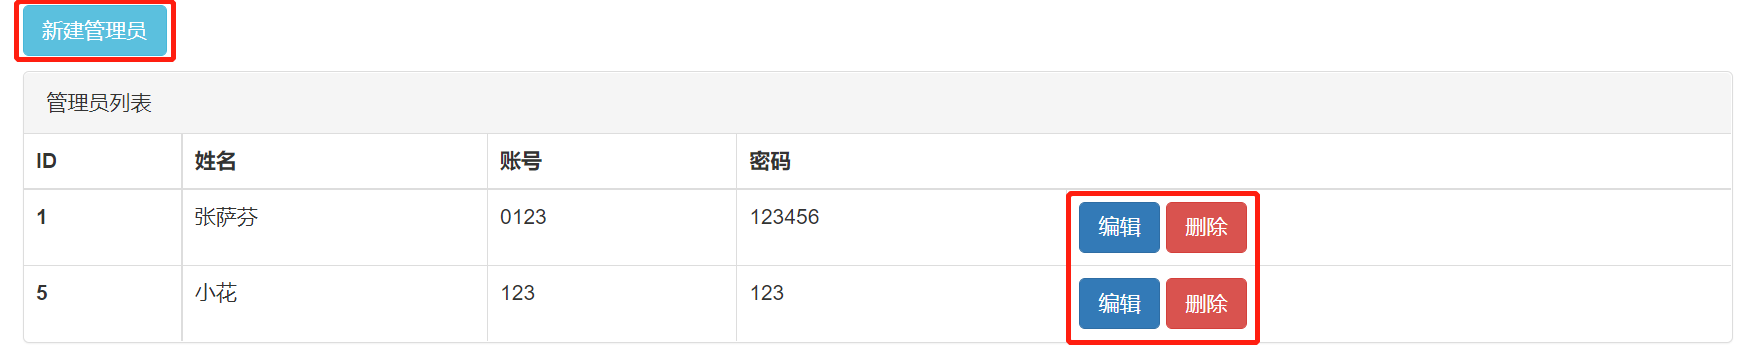 新建管理员
管理员列表
ID 姓名 账号 密码
1 张萨芬 0123 123456 编辑 删除
5 小花 123 123 编辑 删除